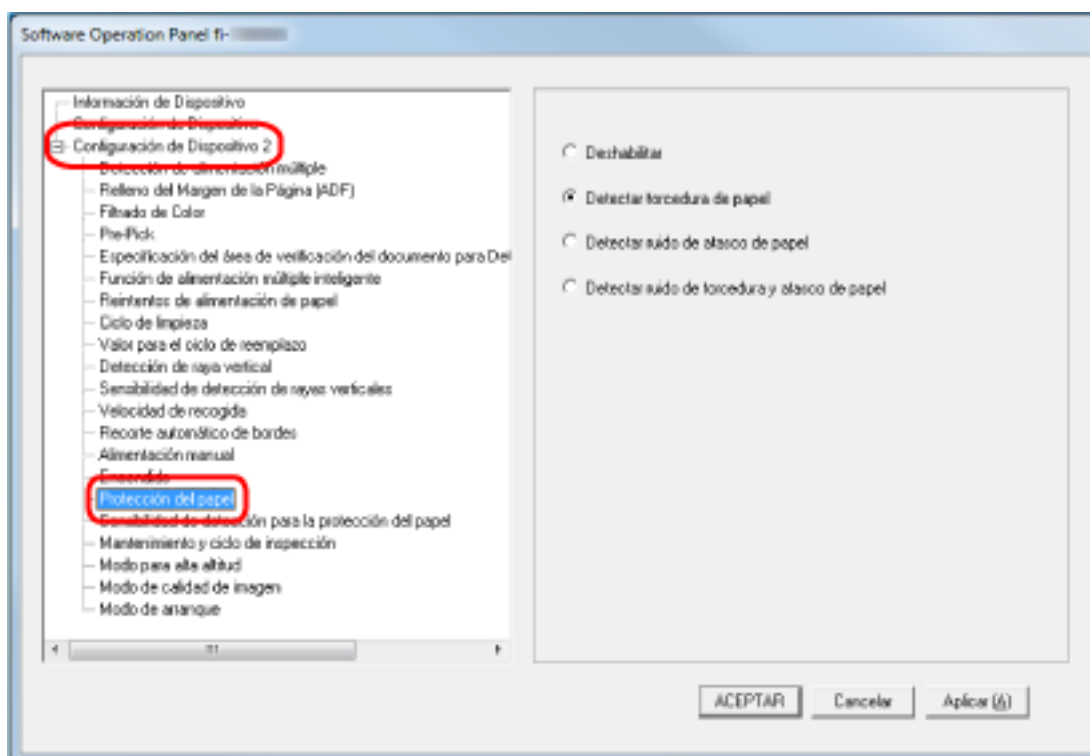 Software Operation Panel fi-
Información de Dispositivo
Configuración de Dispositivo
Configuración de Dispositivo 2
Detección de alimentación múltiple
Relleno del Margen de la Página (ADF)
Filtrado de Color
Pre-Pick
Especificación del área de verificación del documento para Det
Función de alimentación múltiple inteligente
Reintentos de alimentación de papel
Ciclo de limpieza
Valor para el ciclo de reemplazo
Detección de raya vertical
Sensibilidad de detección de rayas verticales
Velocidad de recogida
Recorte automático de bordes
Alimentación manual
Encendido
Protección del papel
Sensibilidad de detección para la protección del papel
Mantenimiento y ciclo de inspección
Modo para alta altitud
Modo de calidad de imagen
Modo de arranque
Deshabilitar
Detectar torcedura de papel
Detectar ruido de atasco de papel
Detectar ruido de torcedura y atasco de papel
ACEPTAR
Cancelar
Aplicar (A)